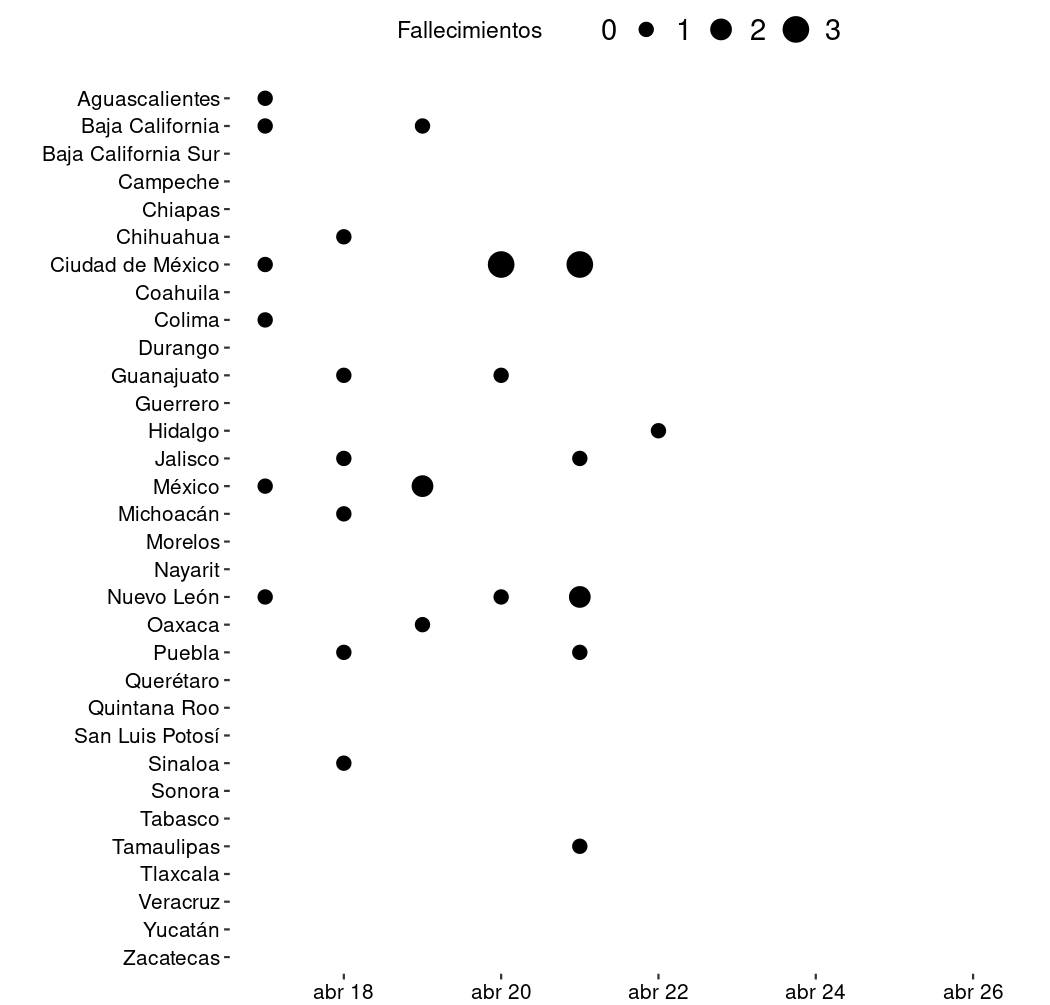 Fallecimientos 0 1 2 3
Aguascalientes
Baja California
Baja California Sur
Campeche
Chiapas
Chihuahua
Ciudad de México
Coahuila
Colima
Durango
Guanajuato
Guerrero
Hidalgo
Jalisco
México
Michoacán
Morelos
Nayarit
Nuevo León
Oaxaca
Puebla
Querétaro
Quintana Roo
San Luis Potosí
Sinaloa
Sonora
Tabasco
Tamaulipas
Tlaxcala
Veracruz
Yucatán
Zacatecas
abr 18 abr 20 abr 22 abr 24 abr 26